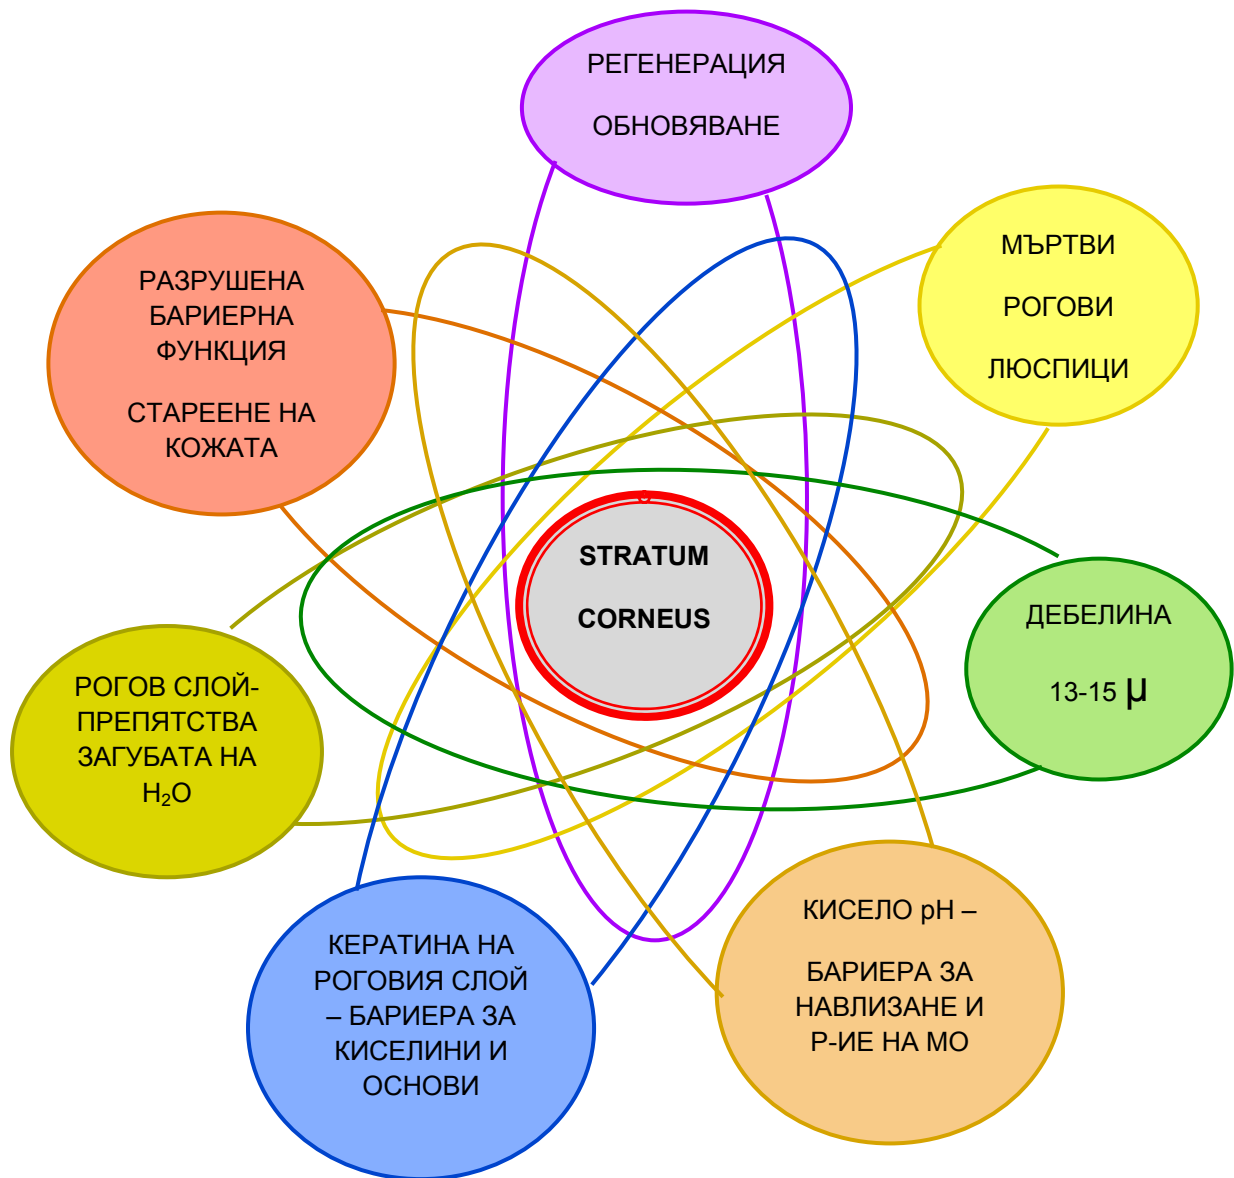 РЕГЕНЕРАЦИЯ
ОБНОВЯВАНЕ
МЪРТВИ
РОГОВИ
ЛЮСПИЦИ
РАЗРУШЕНА
БАРИЕРНА
ФУНКЦИЯ
СТАРЕЕНЕ НА
КОЖАТА
STRATUM
CORNEUS
ДЕБЕЛИНА
13-15 μ
РОГОВ СЛОЙ-
ПРЕПЯТСТВА
ЗАГУБАТА НА
H₂O
КИСЕЛО pH –
БАРИЕРА ЗА
НАВЛИЗАНЕ И
Р-ИЕ НА МО
КЕРАТИНА НА
РОГОВИЯ СЛОЙ
– БАРИЕРА ЗА
КИСЕЛИНИ И
ОСНОВИ